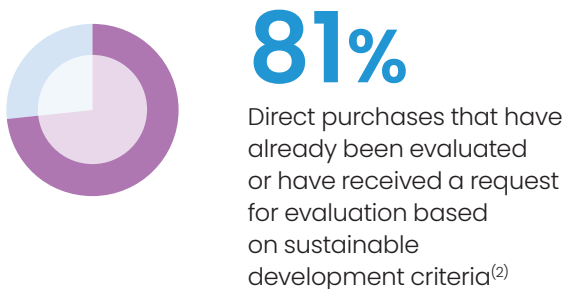 81%
Direct purchases that have
already been evaluated
or have received a request
for evaluation based
on sustainable
development criteria(2)